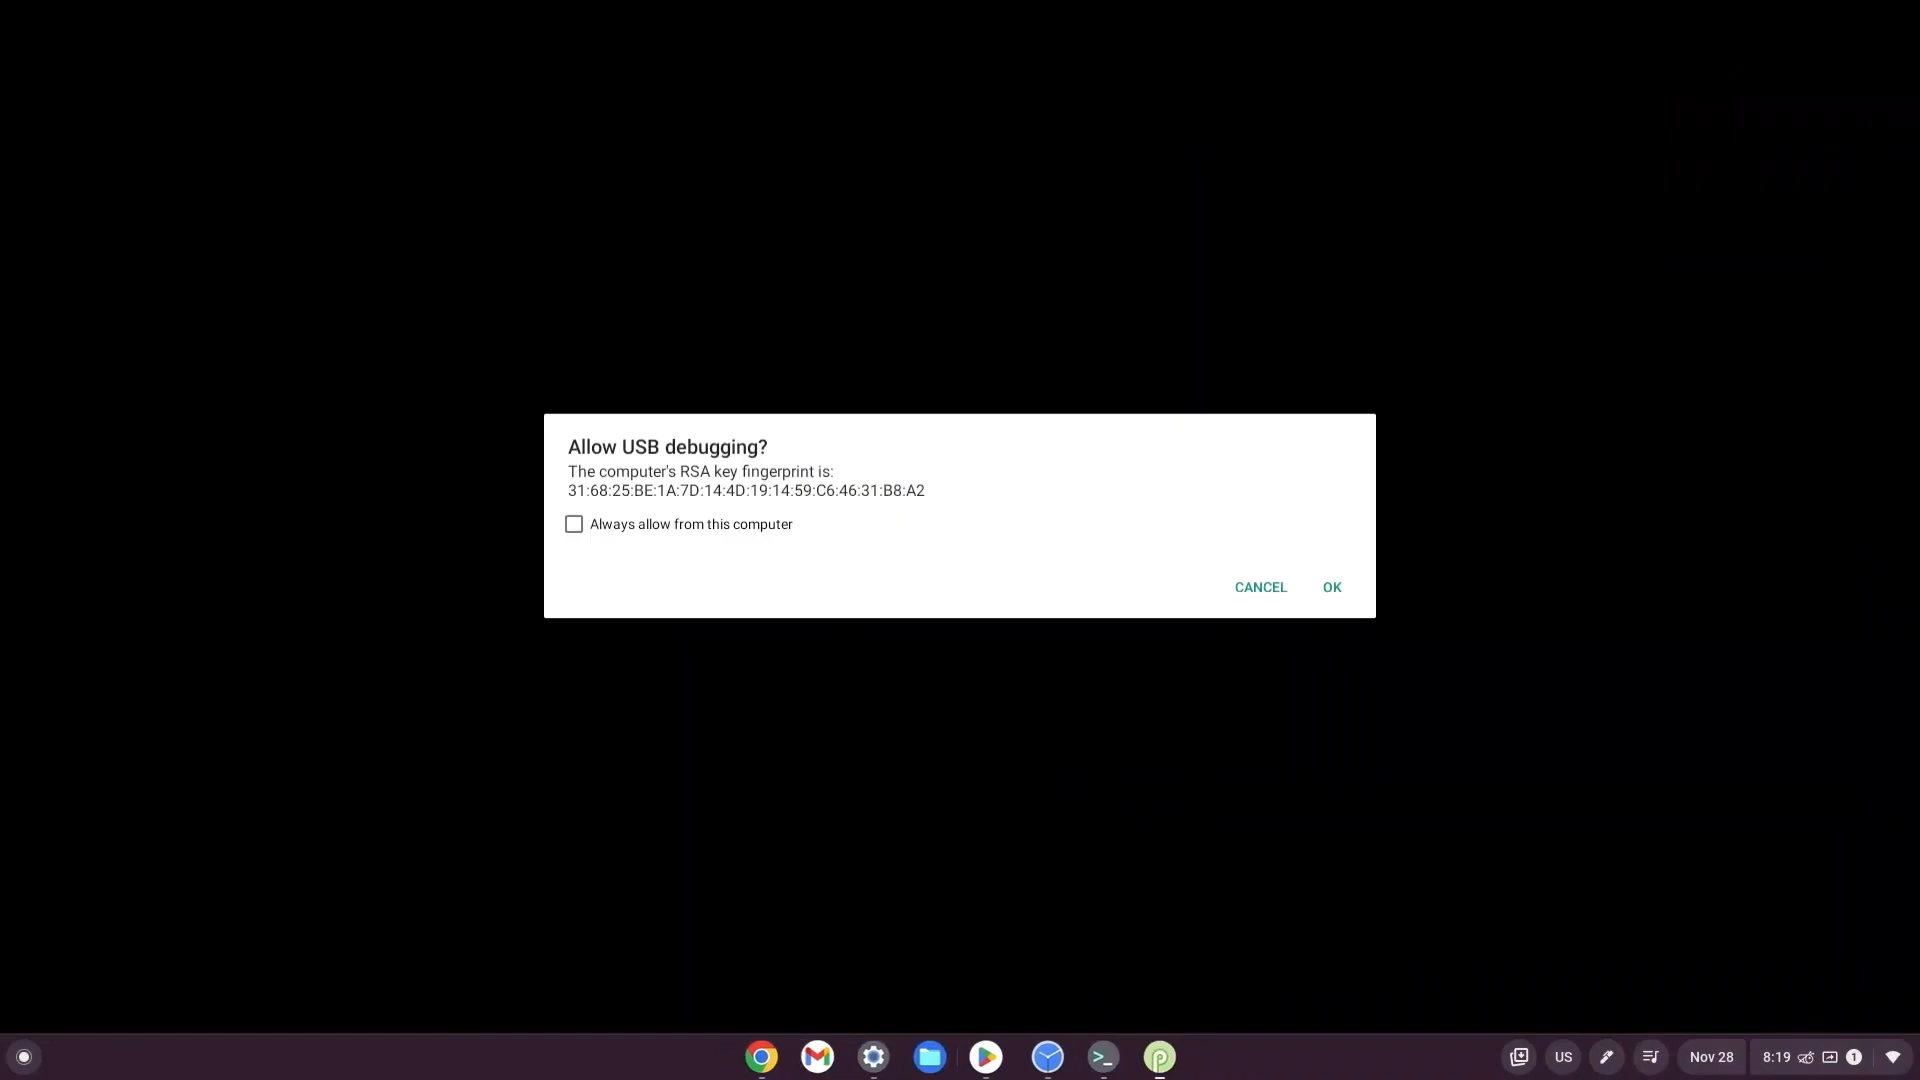 Allow USB debugging?
The computer's RSA key fingerprint is:
31:68:25:BE:1A:7D:14:4D:19:14:59:C6:46:31:B8:A2
Always allow from this computer
CANCEL OK
US Nov 28 8:19 1